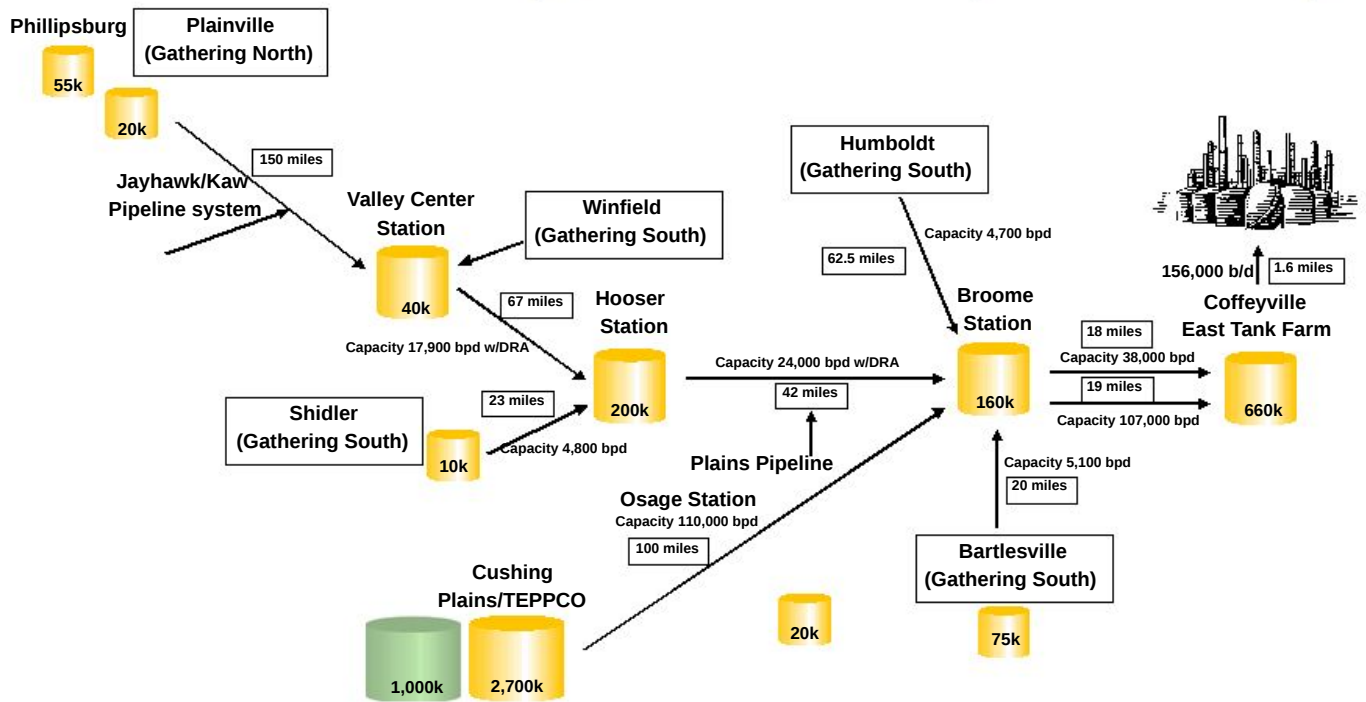 Phillipsburg
Plainville
(Gathering North)
55k
20k
150 miles
Jayhawk/Kaw
Pipeline system
Valley Center
Station
40k
Winfield
(Gathering South)
67 miles
Capacity 17,900 bpd w/DRA
Hooser
Station
200k
Shidler
(Gathering South)
10k
23 miles
Capacity 4,800 bpd
Capacity 24,000 bpd w/DRA
42 miles
Plains Pipeline
Humboldt
(Gathering South)
Capacity 4,700 bpd
62.5 miles
Broome
Station
160k
18 miles
Capacity 38,000 bpd
19 miles
Capacity 107,000 bpd
156,000 b/d
1.6 miles
Coffeyville
East Tank Farm
660k
Osage Station
Capacity 110,000 bpd
100 miles
Capacity 5,100 bpd
20 miles
Bartlesville
(Gathering South)
75k
20k
Cushing
Plains/TEPPCO
1,000k
2,700k